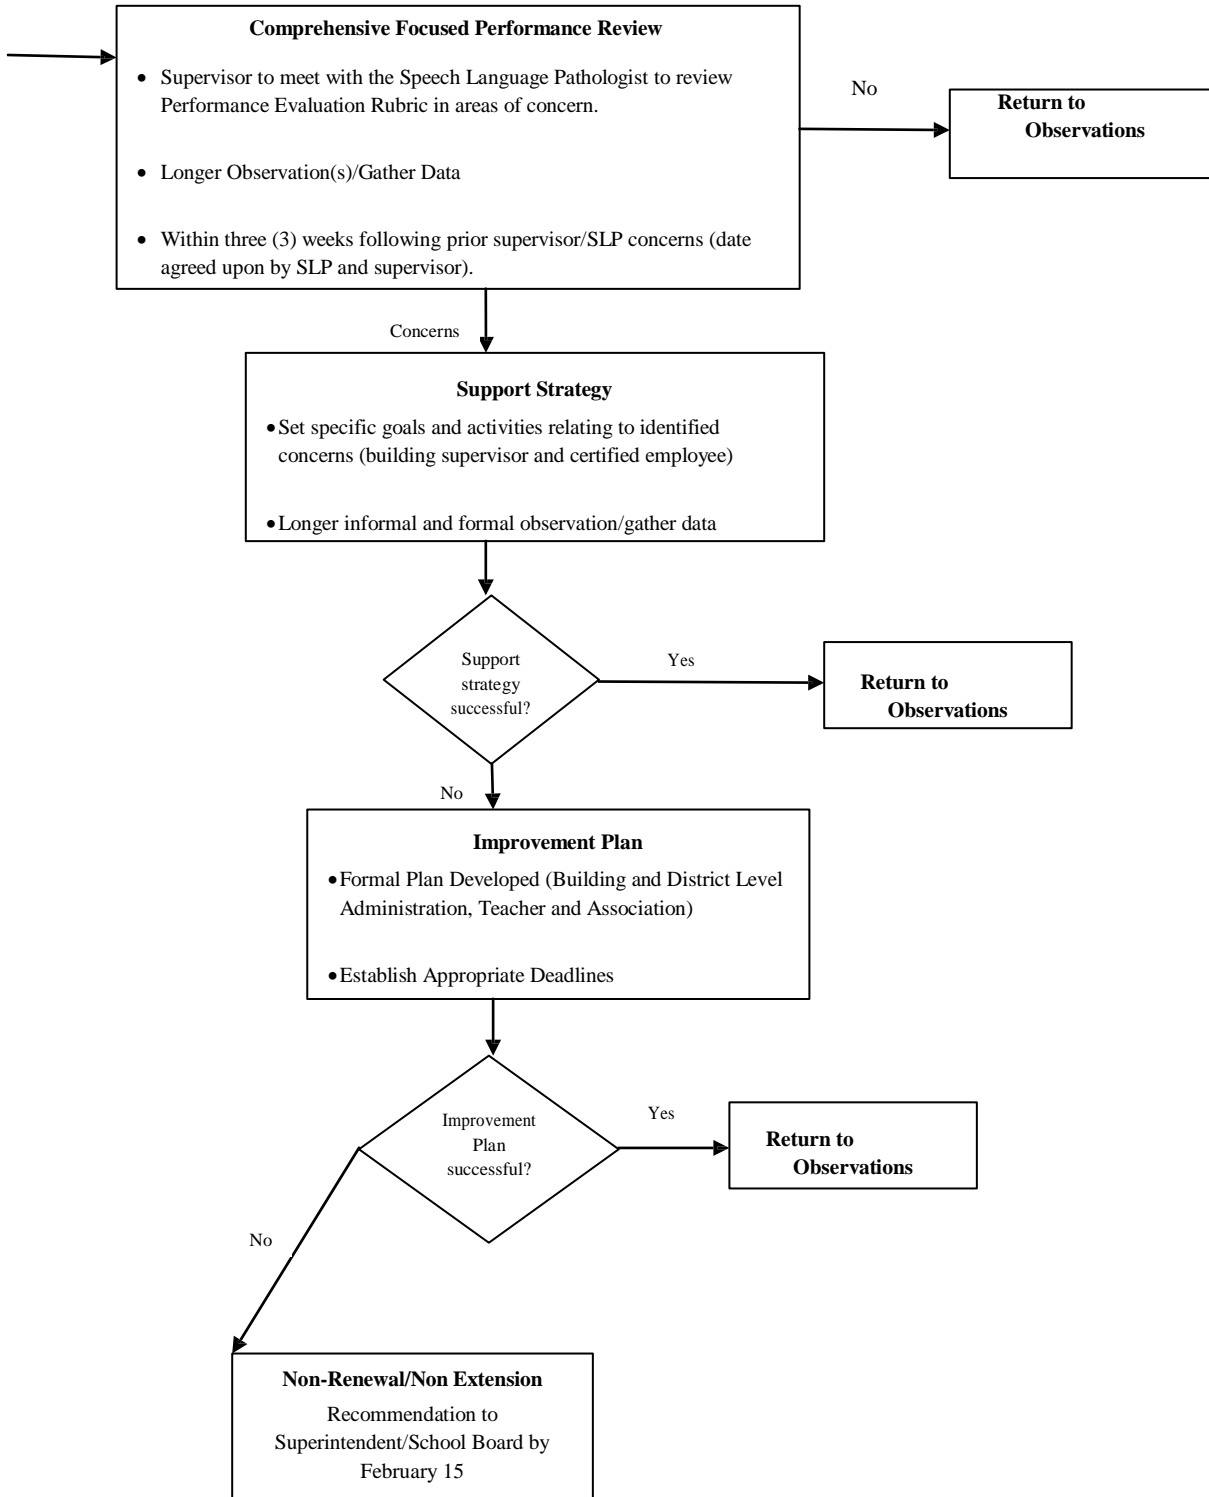 Comprehensive Focused Performance Review
• Supervisor to meet with the Speech Language Pathologist to review
Performance Evaluation Rubric in areas of concern.
• Longer Observation(s)/Gather Data
• Within three (3) weeks following prior supervisor/SLP concerns (date
agreed upon by SLP and supervisor).
No
Return to
Observations
Concerns
Support Strategy
• Set specific goals and activities relating to identified
concerns (building supervisor and certified employee)
• Longer informal and formal observation/gather data
Support
strategy
successful?
Yes
Return to
Observations
No
Improvement Plan
• Formal Plan Developed (Building and District Level
Administration, Teacher and Association)
• Establish Appropriate Deadlines
Improvement
Plan
successful?
Yes
Return to
Observations
No
Non-Renewal/Non Extension
Recommendation to
Superintendent/School Board by
February 15